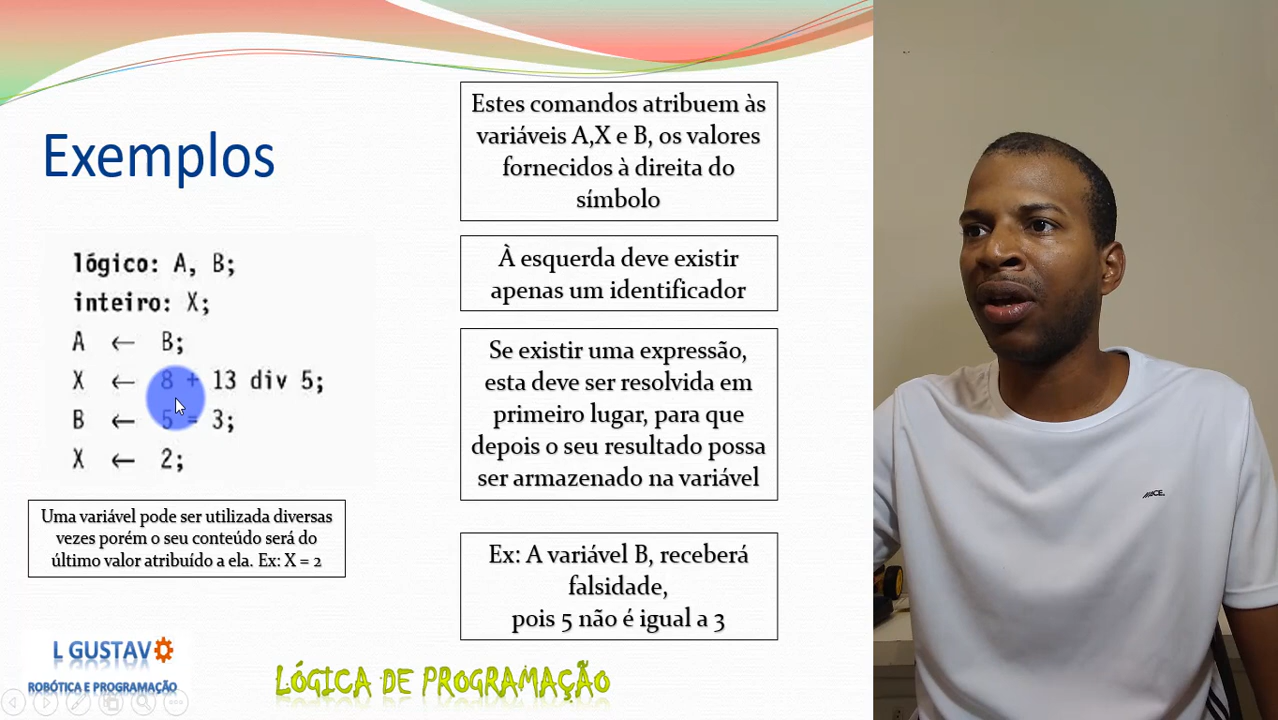 Exemplos
lógico: A, B;
inteiro: X;
A ← B;
X ← 8 + 13 div 5;
B ← 5 = 3;
X ← 2;
Uma variável pode ser utilizada diversas
vezes porém o seu conteúdo será do
último valor atribuído a ela. Ex: X = 2
Estes comandos atribuem às
variáveis A,X e B, os valores
fornecidos à direita do
símbolo
À esquerda deve existir
apenas um identificador
Se existir uma expressão,
esta deve ser resolvida em
primeiro lugar, para que
depois o seu resultado possa
ser armazenado na variável
Ex: A variável B, receberá
falsidade,
pois 5 não é igual a 3
L GUSTAVO
ROBÓTICA E PROGRAMAÇÃO
LÓGICA DE PROGRAMAÇÃO